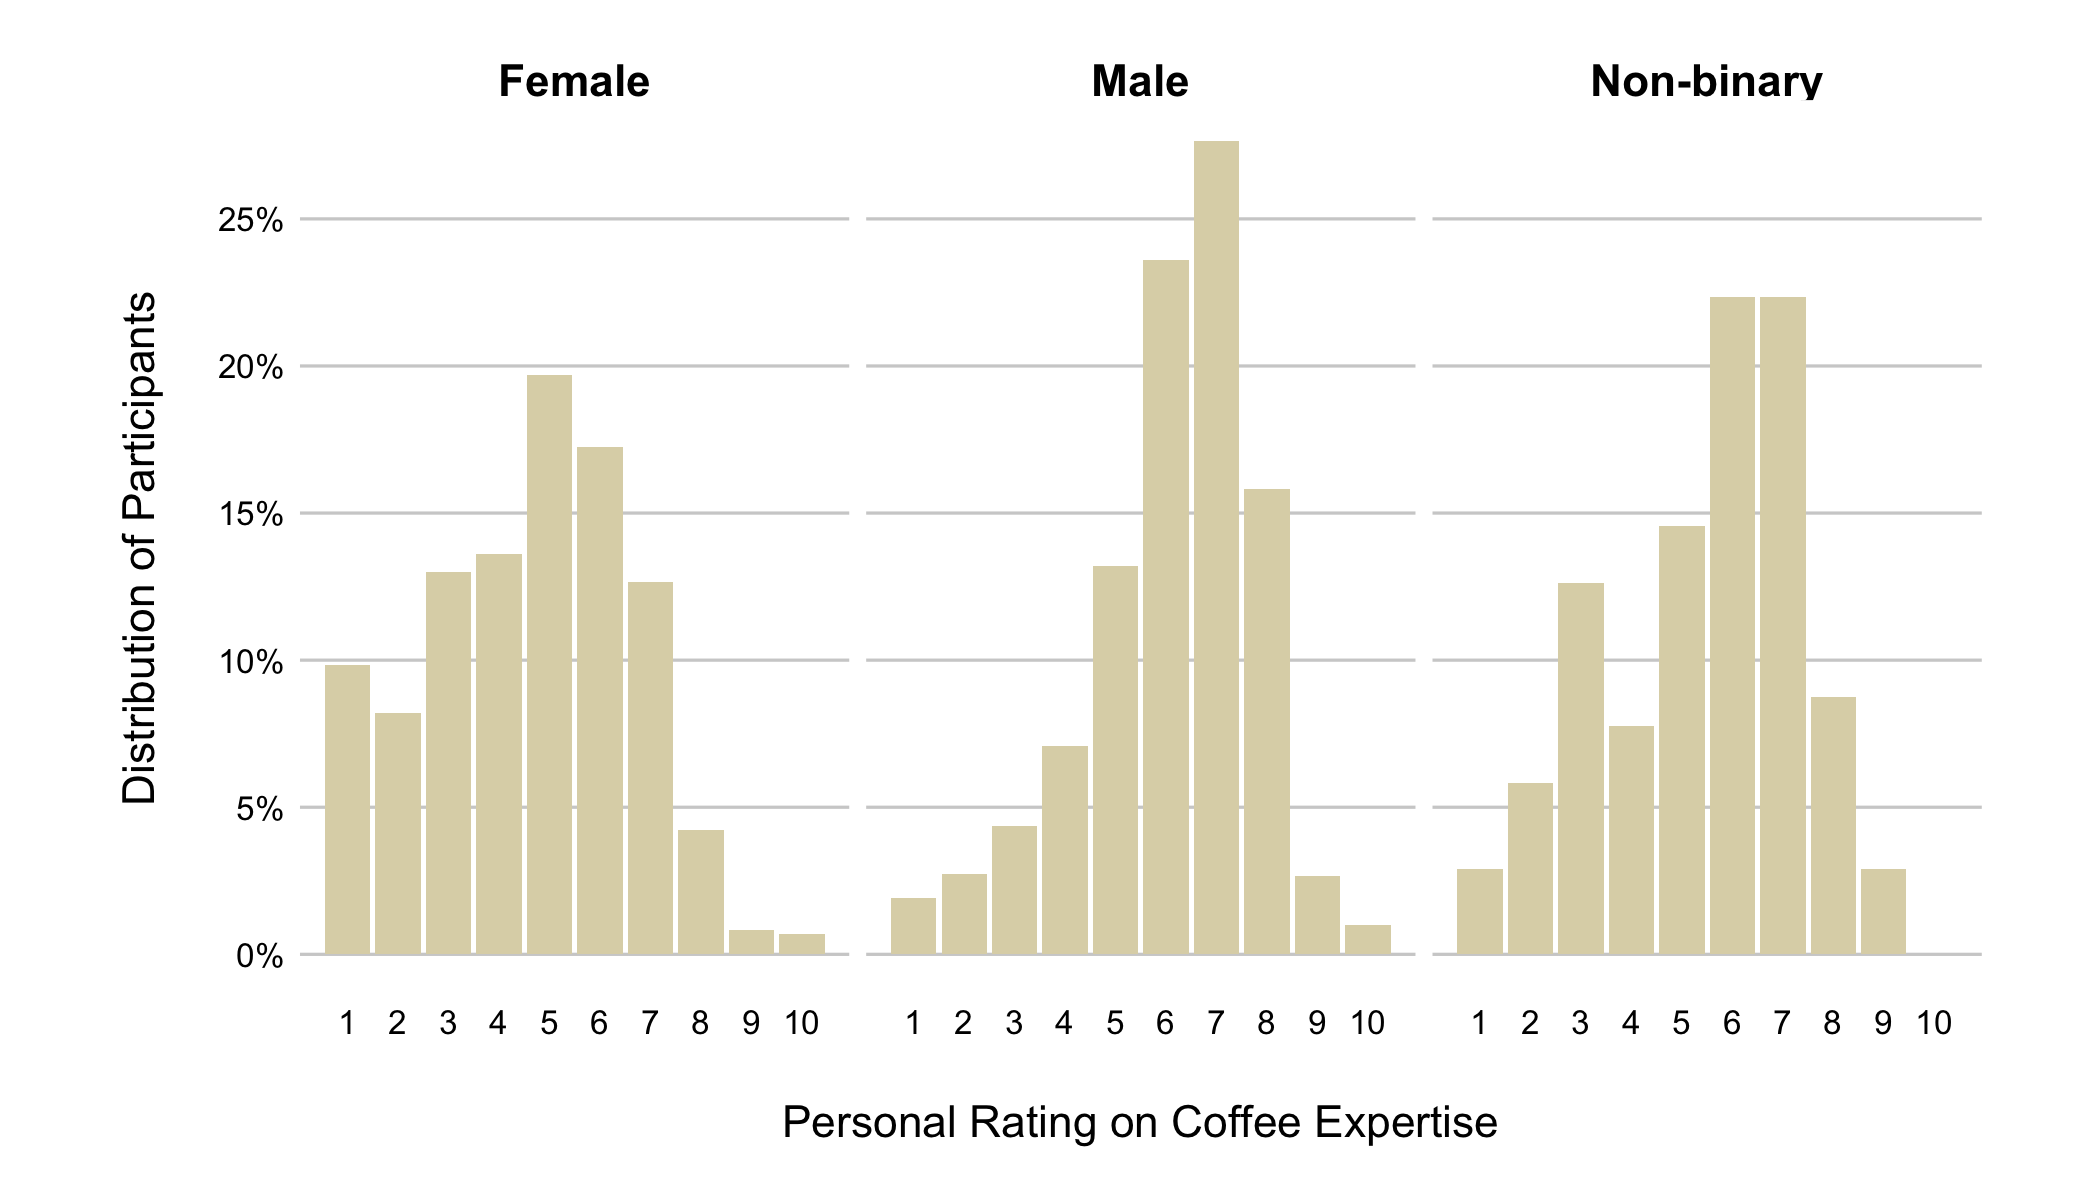 Female Male Non-binary
25%
20%
15%
10%
5%
0%
Distribution of Participants
1 2 3 4 5 6 7 8 9 10 1 2 3 4 5 6 7 8 9 10 1 2 3 4 5 6 7 8 9 10
Personal Rating on Coffee Expertise